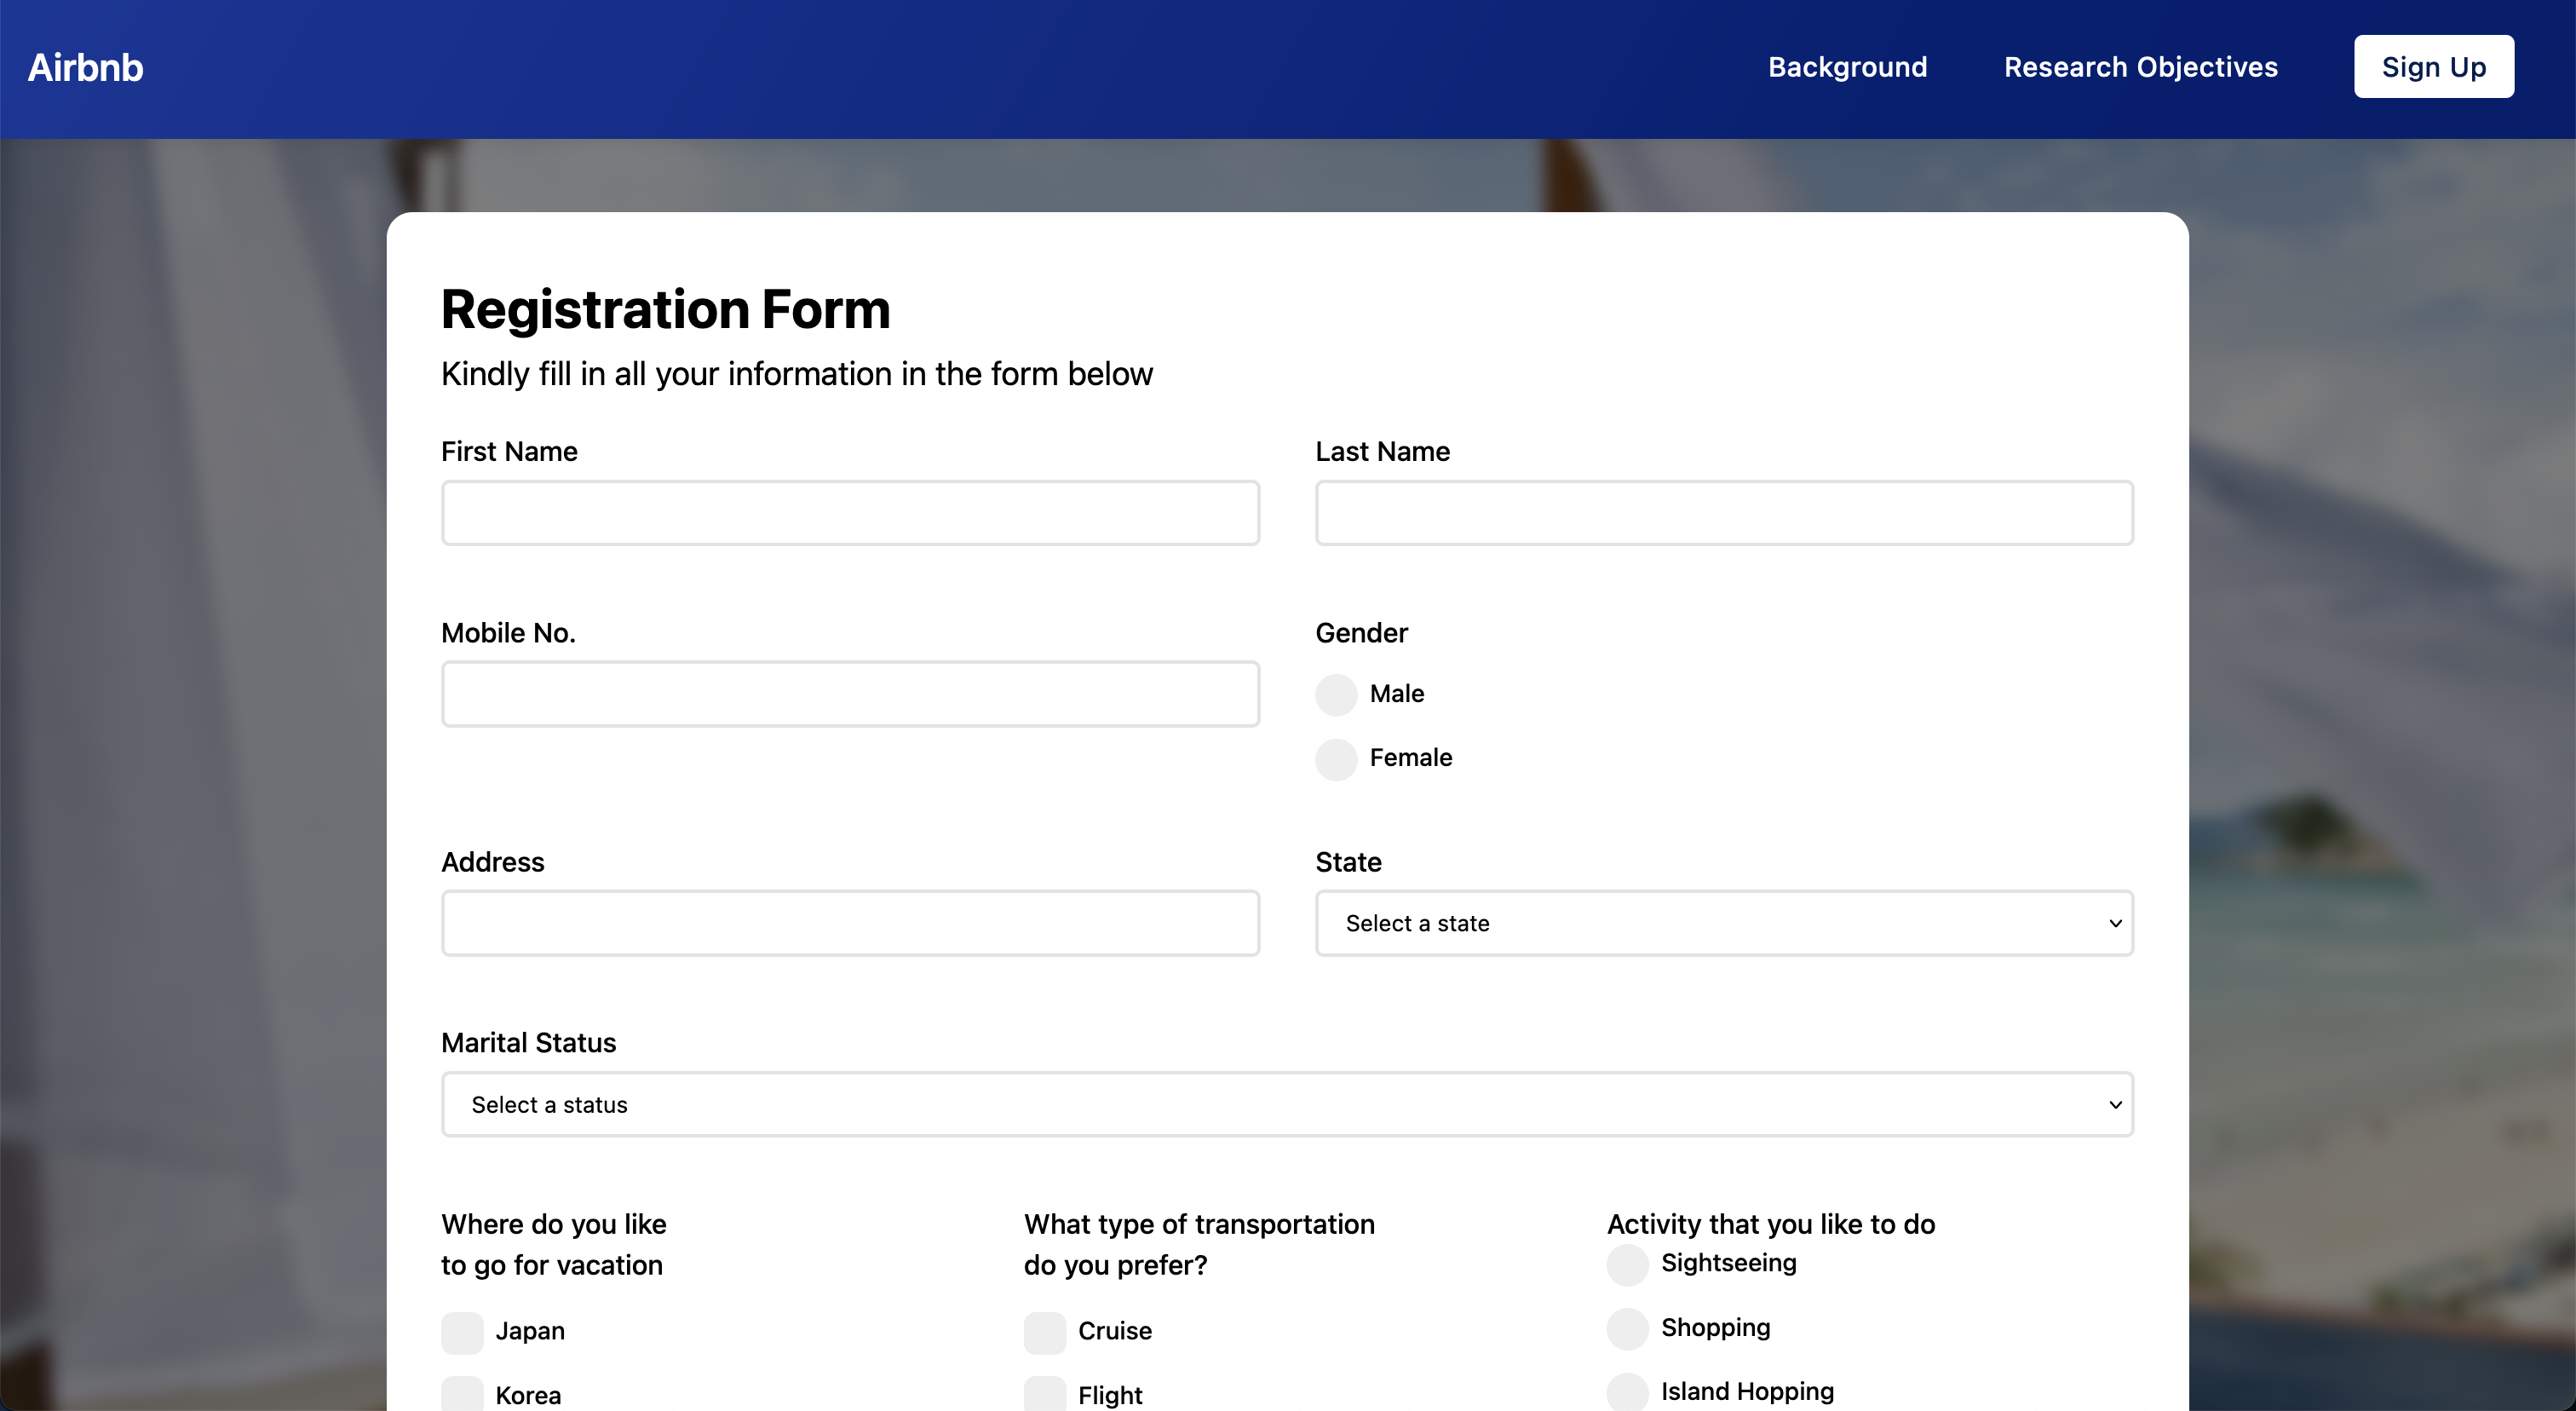 Airbnb
Background
Research Objectives
Sign Up
Registration Form
Kindly fill in all your information in the form below
First Name
Last Name
Mobile No.
Gender
Male
Female
Address
State
Select a state
Marital Status
Select a status
Where do you like
to go for vacation
Japan
Korea
What type of transportation
do you prefer?
Cruise
Flight
Activity that you like to do
Sightseeing
Shopping
Island Hopping